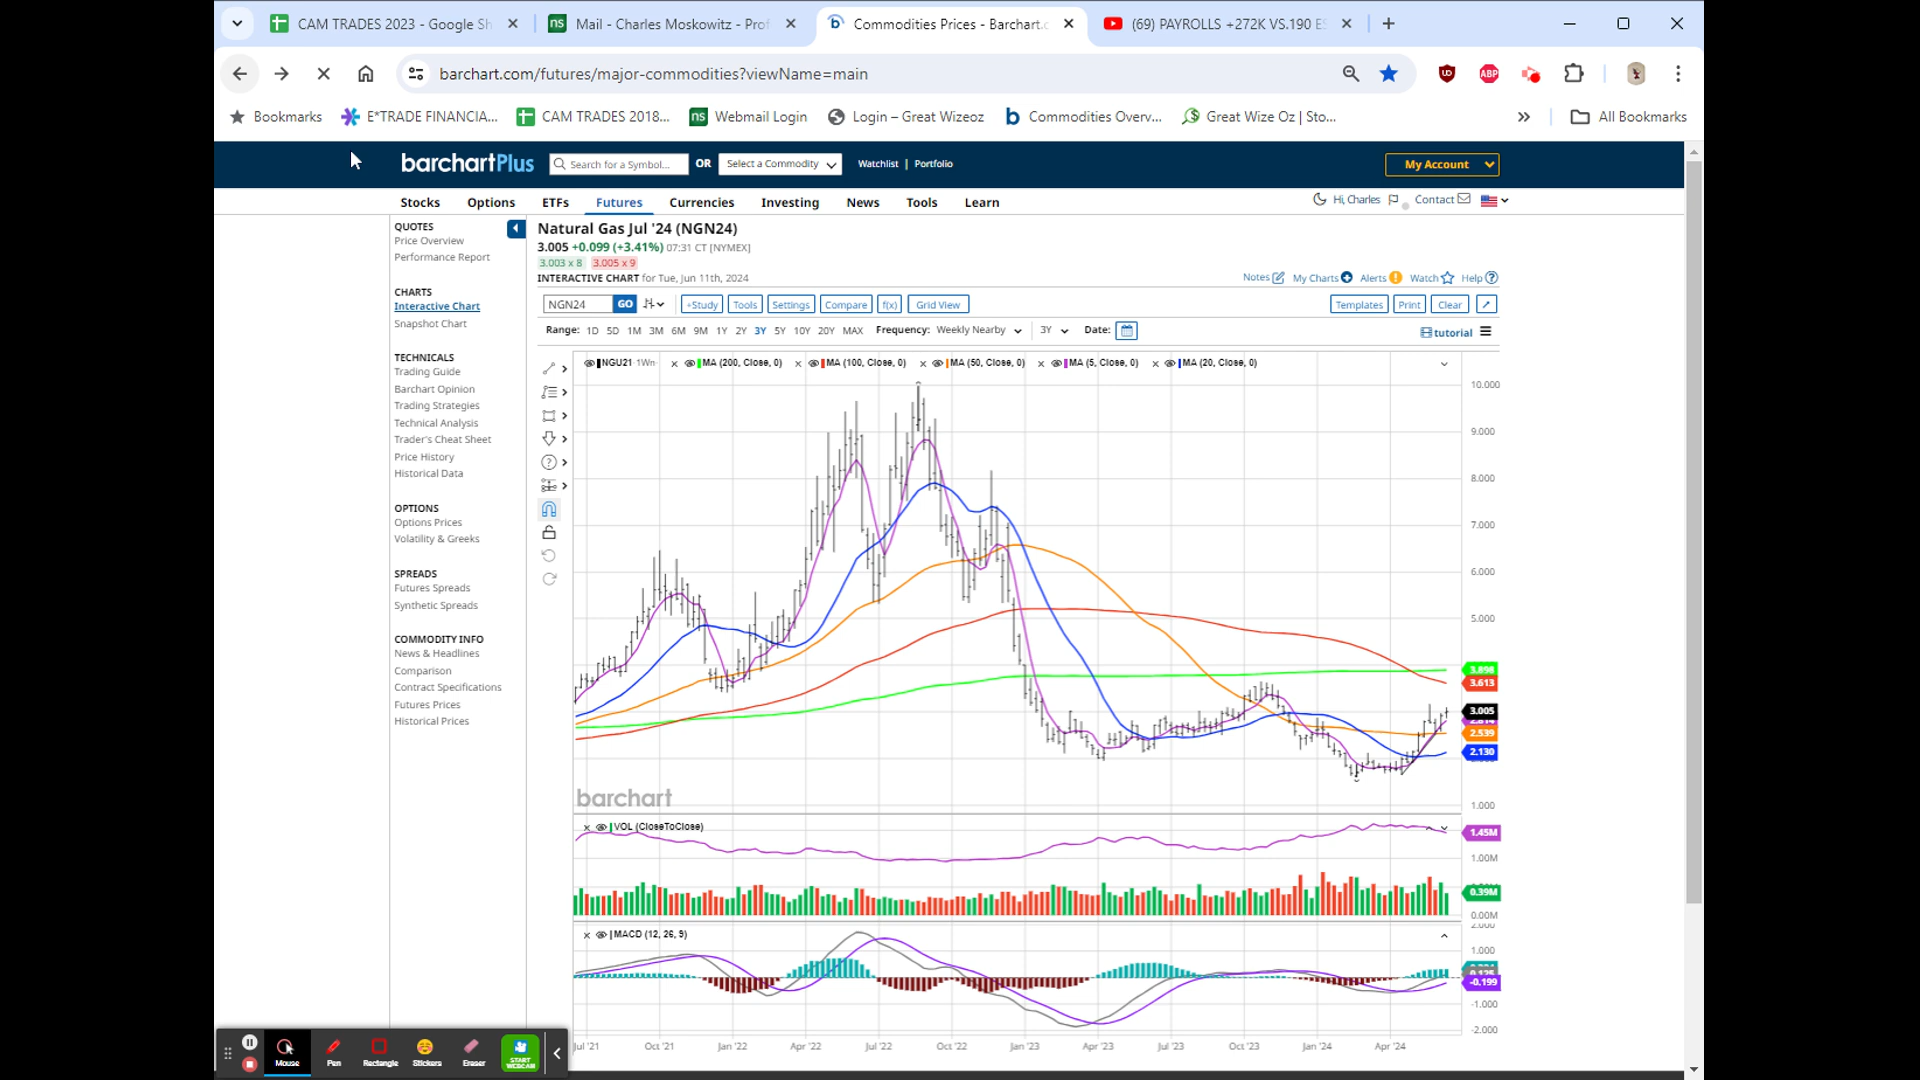 CAM TRADES 2023 - Google Sh
Mail - Charles Moskowitz - Prof
Commodities Prices - Barchart.c
(69) PAYROLLS +272K VS.190 ES
barchart.com/futures/major-commodities?viewName=main
Bookmarks
E*TRADE FINANCIA...
CAM TRADES 2018...
Webmail Login
Login – Great Wizeoz
Commodities Overv...
Great Wize Oz | Sto...
All Bookmarks
barchartPlus
Search for a Symbol...
OR
Select a Commodity
Watchlist | Portfolio
My Account
Stocks Options ETFs Futures Currencies Investing News Tools Learn
Hi, Charles
Contact
QUOTES
Price Overview
Performance Report
CHARTS
Interactive Chart
Snapshot Chart
TECHNICALS
Trading Guide
Barchart Opinion
Trading Strategies
Technical Analysis
Trader's Cheat Sheet
Price History
Historical Data
OPTIONS
Options Prices
Volatility & Greeks
SPREADS
Futures Spreads
Synthetic Spreads
COMMODITY INFO
News & Headlines
Comparison
Contract Specifications
Futures Prices
Historical Prices
Natural Gas Jul '24 (NGN24)
3.005 +0.099 (+3.41%) 07:31 CT [NYMEX]
3.003 x 8 3.005 x 9
INTERACTIVE CHART for Tue, Jun 11th, 2024
Notes My Charts Alerts Watch Help
NGN24 GO +Study Tools Settings Compare f(x) Grid View
Templates Print Clear
Range: 1D 5D 1M 3M 6M 9M 1Y 2Y 3Y 5Y 10Y 20Y MAX Frequency: Weekly Nearby 3Y Date:
tutorial
NGU21 1Wn MA (200, Close, 0) MA (100, Close, 0) MA (50, Close, 0) MA (5, Close, 0) MA (20, Close, 0)
10.000
9.000
8.000
7.000
6.000
5.000
3.898
3.613
3.005
2.539
2.130
1.000
barchart
VOL (CloseToClose)
1.45M
1.00M
0.39M
0.00M
MACD (12, 26, 9)
2.000
1.000
-0.199
-1.000
-2.000
Jul '21 Oct '21 Jan '22 Apr '22 Jul '22 Oct '22 Jan '23 Apr '23 Jul '23 Oct '23 Jan '24 Apr '24
Mouse Pen Rectangle Stickers Eraser START WEBCAM